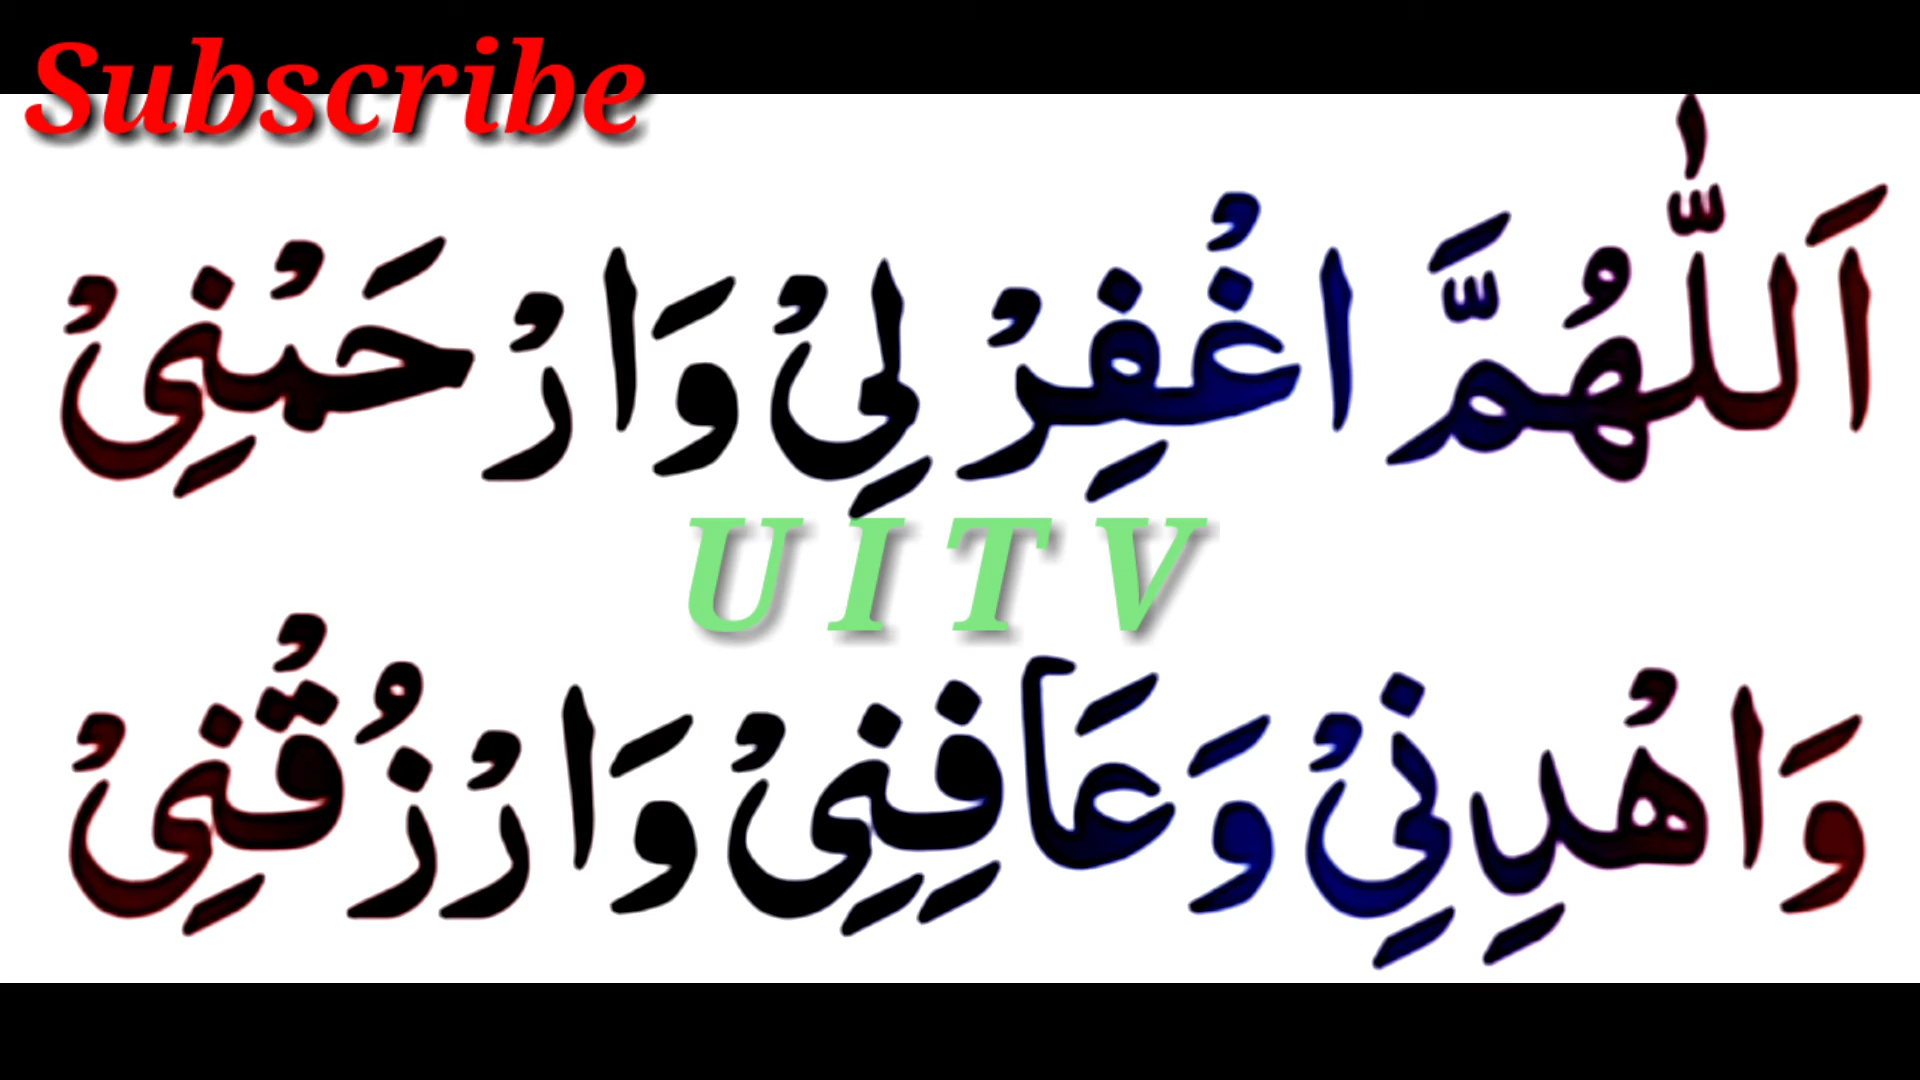 Subscribe
اَللّٰهُمَّ اغْفِرْ لِیْ وَارْحَمْنِیْ
U I T V
وَاهْدِنِیْ وَعَافِنِیْ وَارْزُقْنِیْ